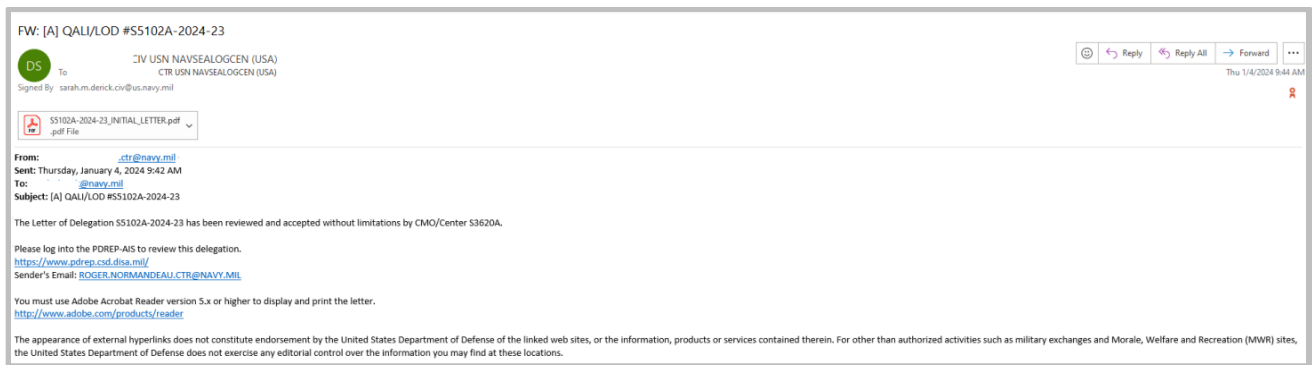 FW: [A] QALI/LOD #S5102A-2024-23
DS
CIV USN NAVSEALOGCEN (USA)
To CTR USN NAVSEALOGCEN (USA)
Signed By sarah.m.derick.civ@us.navy.mil
Reply Reply All Forward
Thu 1/4/2024 9:44 AM
S5102A-2024-23_INITIAL_LETTER.pdf
.pdf File
From: .ctr@navy.mil
Sent: Thursday, January 4, 2024 9:42 AM
To: @navy.mil
Subject: [A] QALI/LOD #S5102A-2024-23
The Letter of Delegation S5102A-2024-23 has been reviewed and accepted without limitations by CMO/Center S3620A.
Please log into the PDREP-AIS to review this delegation.
https://www.pdrep.csd.disa.mil/
Sender's Email: ROGER.NORMANDEAU.CTR@NAVY.MIL
You must use Adobe Acrobat Reader version 5.x or higher to display and print the letter.
http://www.adobe.com/products/reader
The appearance of external hyperlinks does not constitute endorsement by the United States Department of Defense of the linked web sites, or the information, products or services contained therein. For other than authorized activities such as military exchanges and Morale, Welfare and Recreation (MWR) sites,
the United States Department of Defense does not exercise any editorial control over the information you may find at these locations.